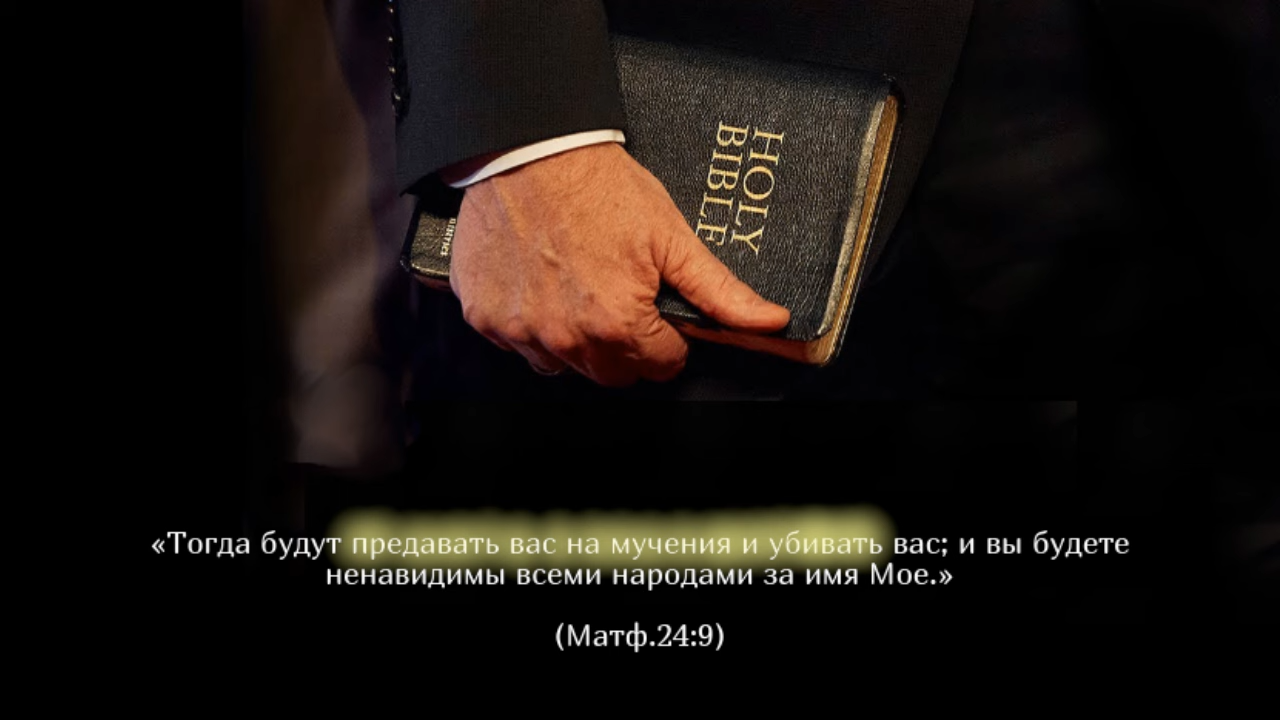 HOLY
BIBLE
«Тогда будут предавать вас на мучения и убивать вас; и вы будете
ненавидимы всеми народами за имя Мое.»
(Матф.24:9)